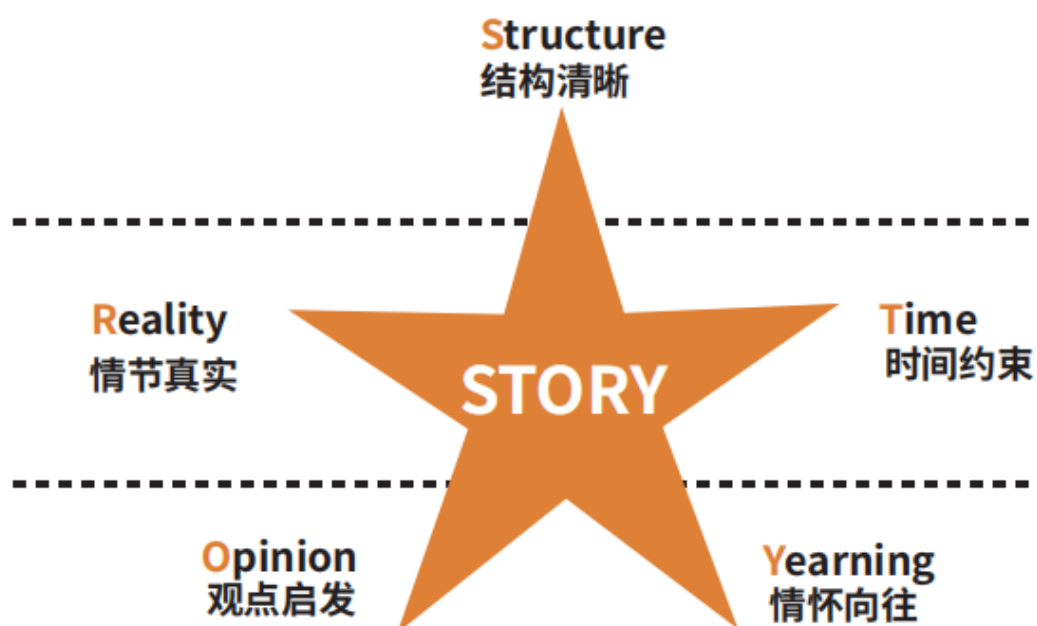 Structure
结构清晰
Reality
情节真实
Time
时间约束
STORY
Opinion
观点启发
Yearning
情怀向往